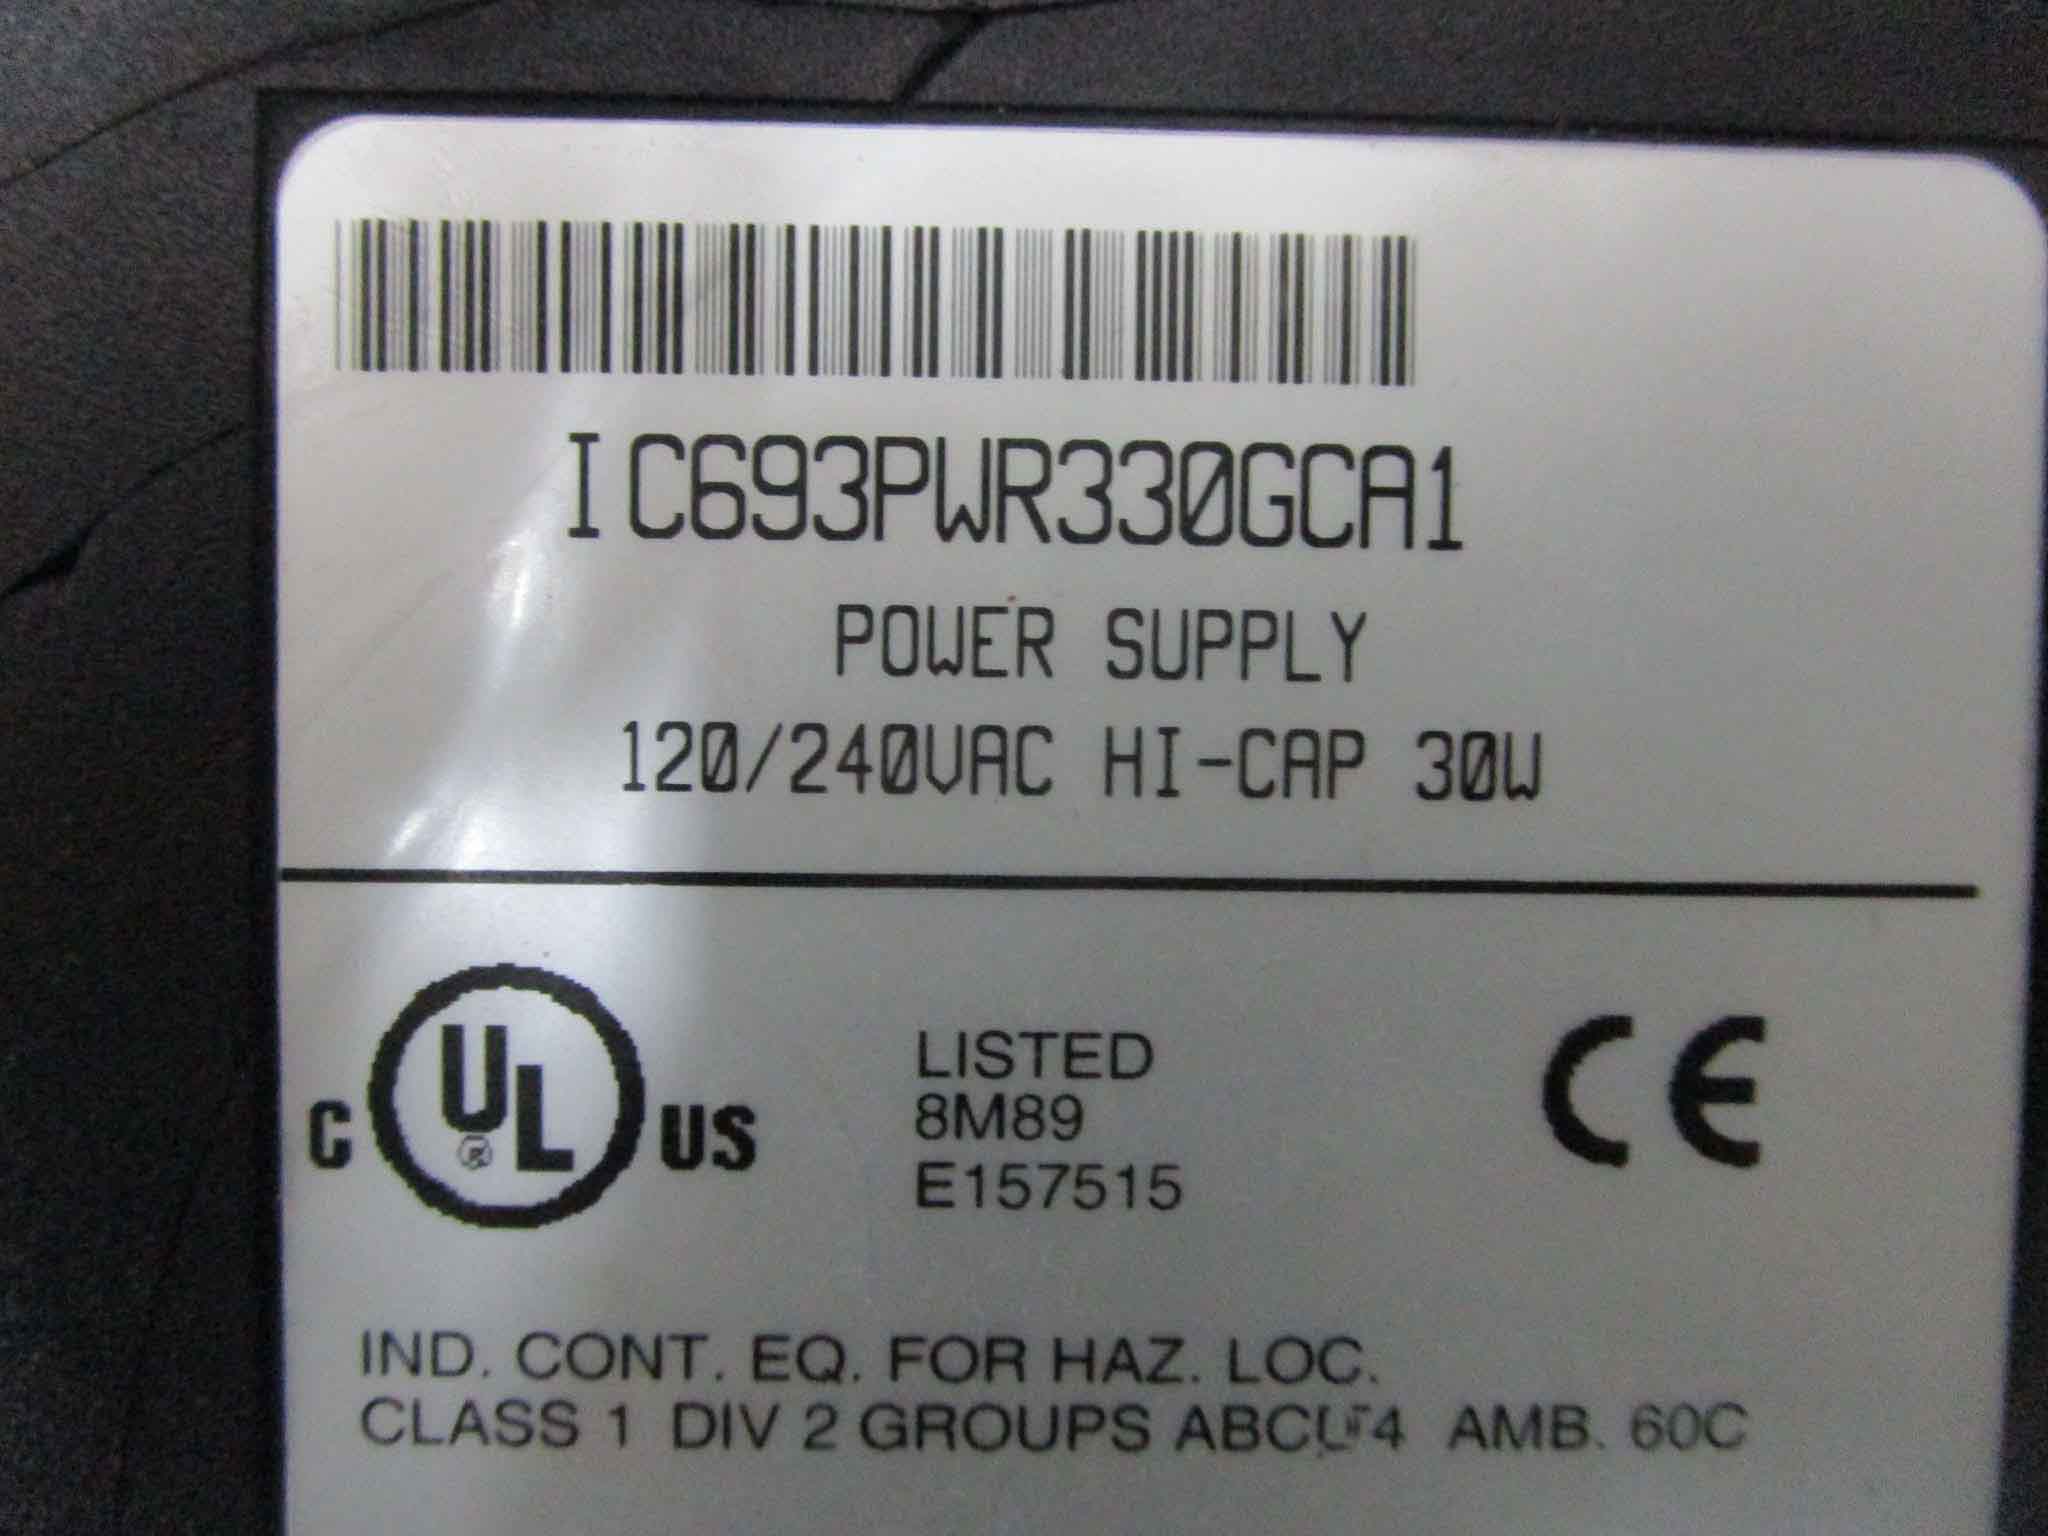 IC693PWR330GCA1
POWER SUPPLY
120/240VAC HI-CAP 30W
C UL® US
LISTED
8M89
E157515
CE
IND. CONT. EQ. FOR HAZ. LOC.
CLASS 1 DIV 2 GROUPS AMB. 60C